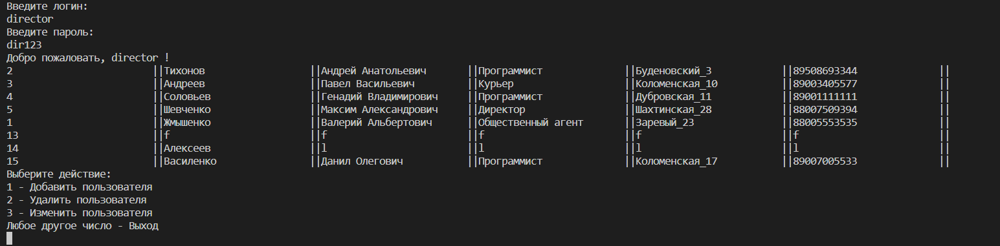 Введите логин:
director
Введите пароль:
dir123
Добро пожаловать, director !
2 ||Тихонов ||Андрей Анатольевич ||Программист ||Буденовский_3 ||89508693344 ||
3 ||Андреев ||Павел Васильевич ||Курьер ||Коломенская_10 ||89003405577 ||
4 ||Соловьев ||Генадий Владимирович ||Программист ||Дубровская_11 ||89001111111 ||
5 ||Шевченко ||Максим Александрович ||Директор ||Шахтинская_28 ||88007509394 ||
1 ||Жмышенко ||Валерий Альбертович ||Общественный агент ||Заревый_23 ||88005553535 ||
13 ||f ||f ||f ||f ||f ||
14 ||Алексеев ||l ||l ||l ||l ||
15 ||Василенко ||Данил Олегович ||Программист ||Коломенская_17 ||89007005533 ||
Выберите действие:
1 - Добавить пользователя
2 - Удалить пользователя
3 - Изменить пользователя
Любое другое число - Выход